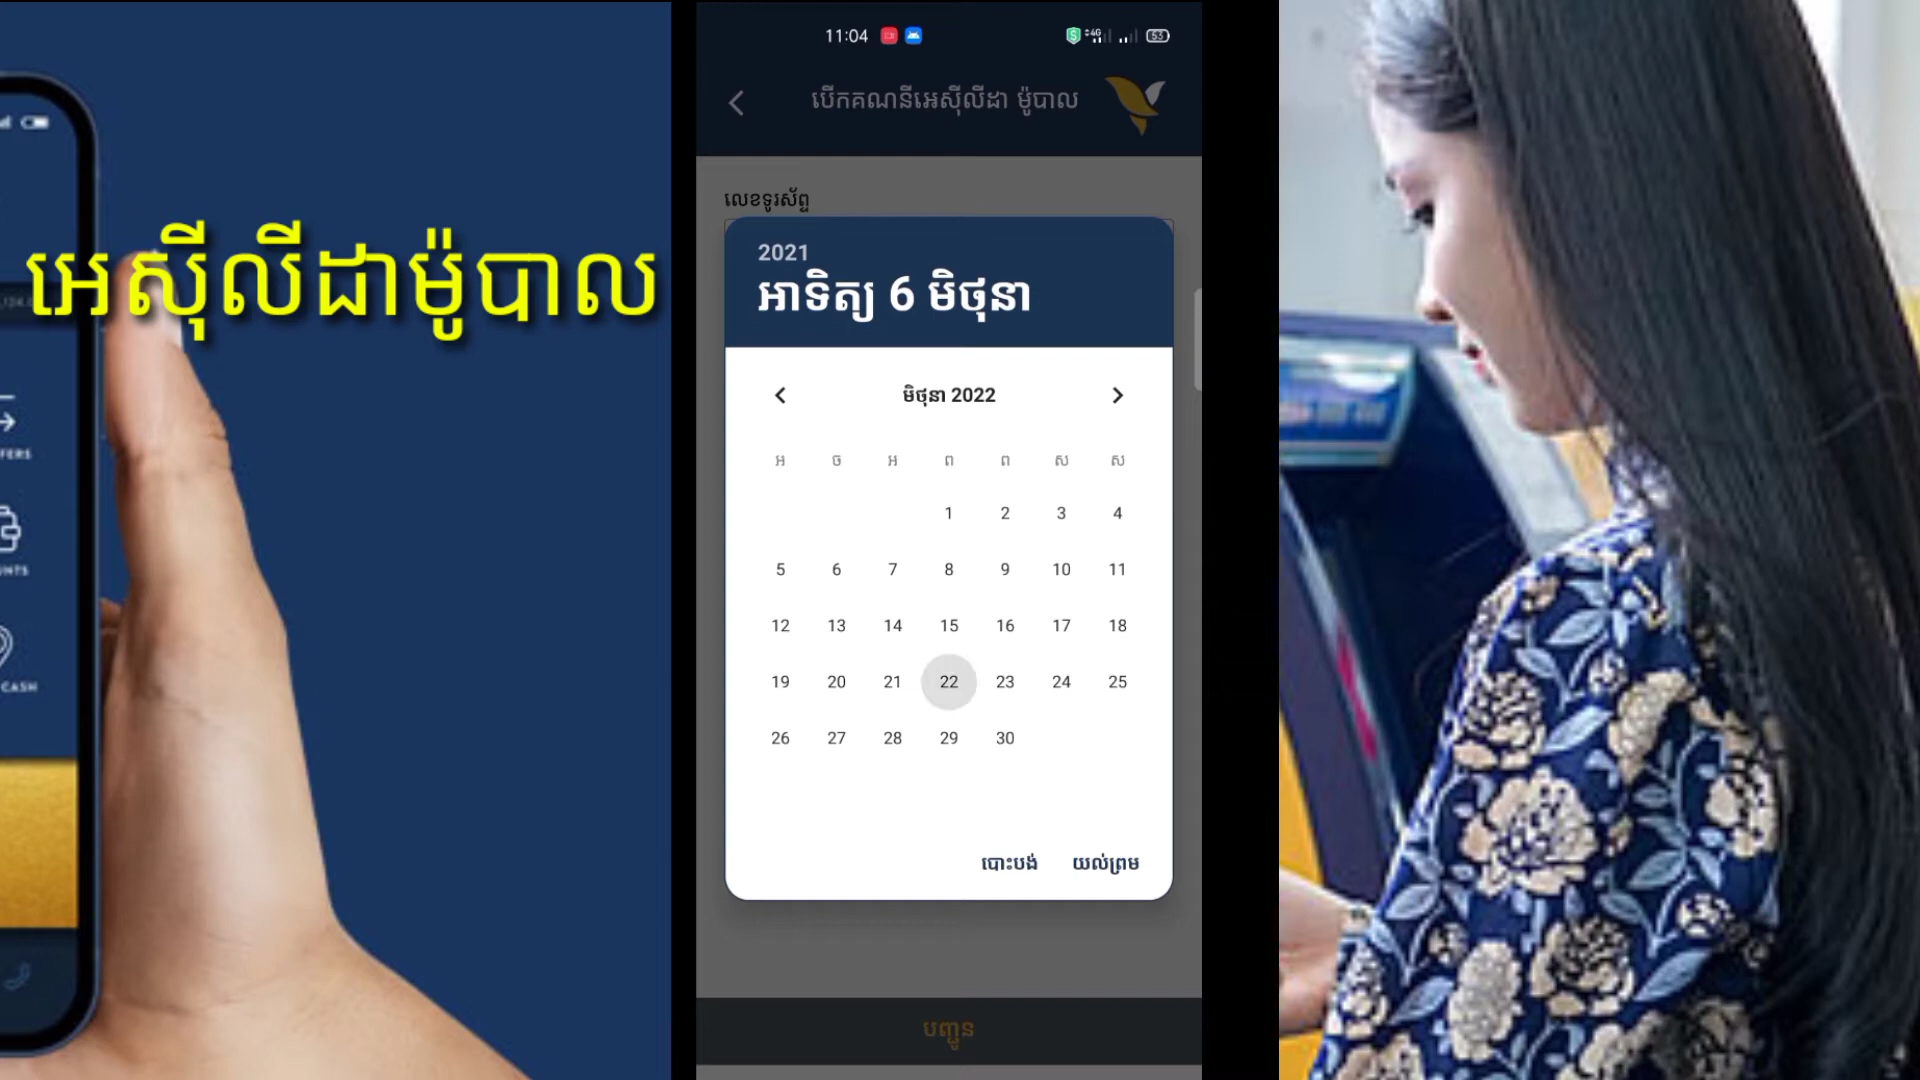 អេស៊ីលីដាម៉ូបាល
FERS
CASH
11:04
4G
53
បើកគណនីអេស៊ីលីដា ម៉ូបាល
លេខទូរស័ព្ទ
2021
អាទិត្យ 6 មិថុនា
មិថុនា 2022
អ ច អ ព ព ស ស
1 2 3 4
5 6 7 8 9 10 11
12 13 14 15 16 17 18
19 20 21 22 23 24 25
26 27 28 29 30
បោះបង់ យល់ព្រម
បញ្ជូន